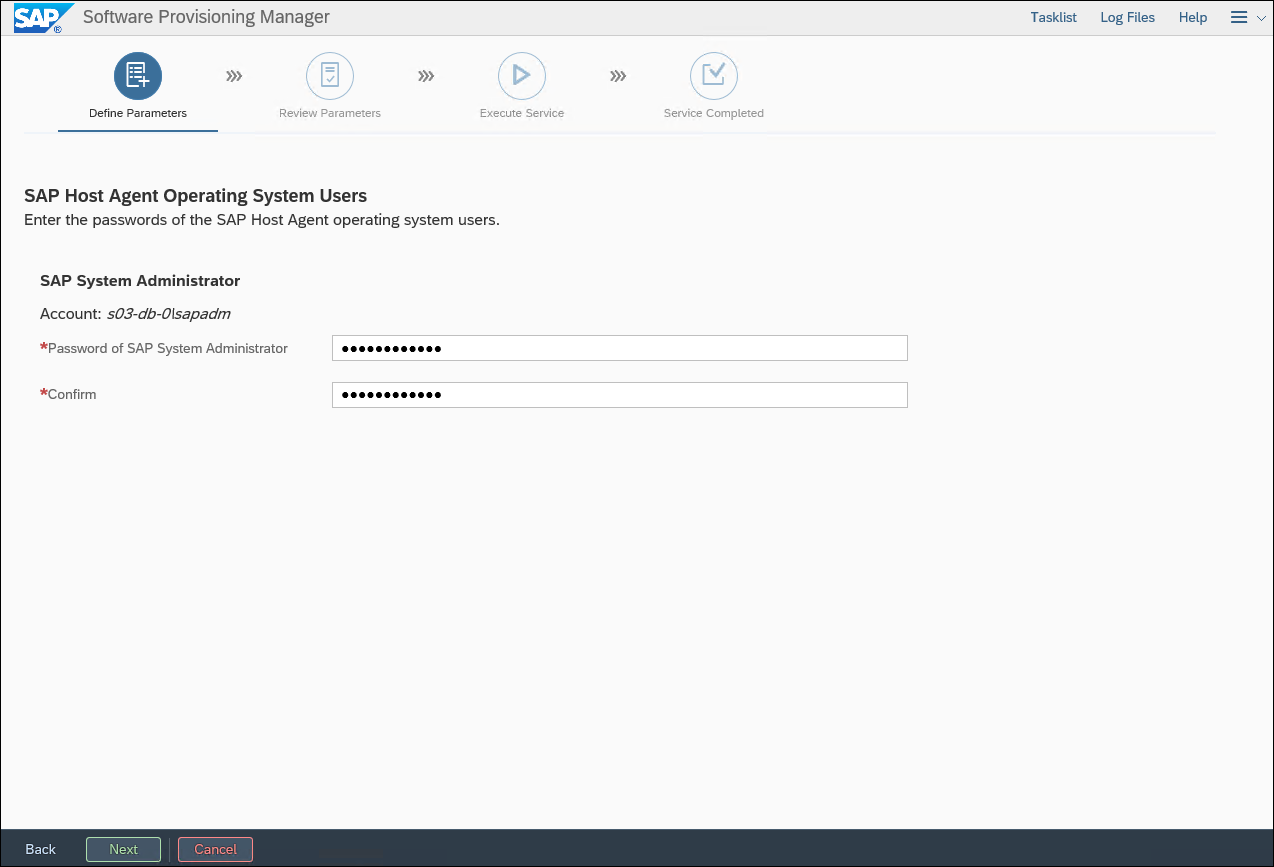 SAP ® Software Provisioning Manager Tasklist Log Files Help
Define Parameters Review Parameters Execute Service Service Completed
SAP Host Agent Operating System Users
Enter the passwords of the SAP Host Agent operating system users.
SAP System Administrator
Account: s03-db-0\sapadm
*Password of SAP System Administrator ●●●●●●●●●●●●
*Confirm ●●●●●●●●●●●●
Back Next Cancel